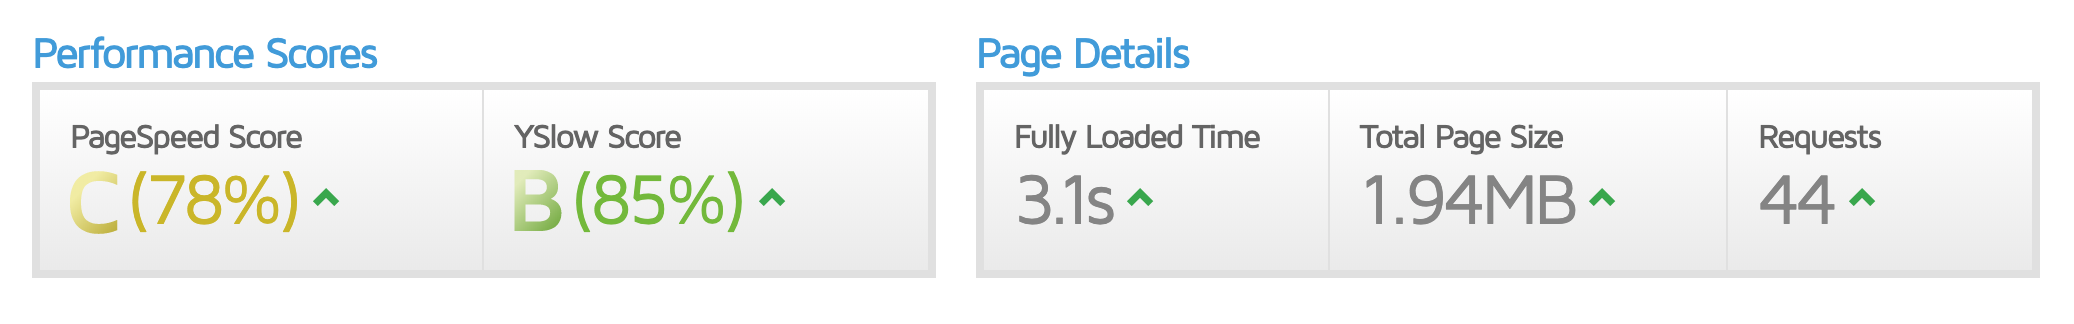 Performance Scores
PageSpeed Score
C (78%)
YSlow Score
B (85%)
Page Details
Fully Loaded Time
3.1s
Total Page Size
1.94MB
Requests
44